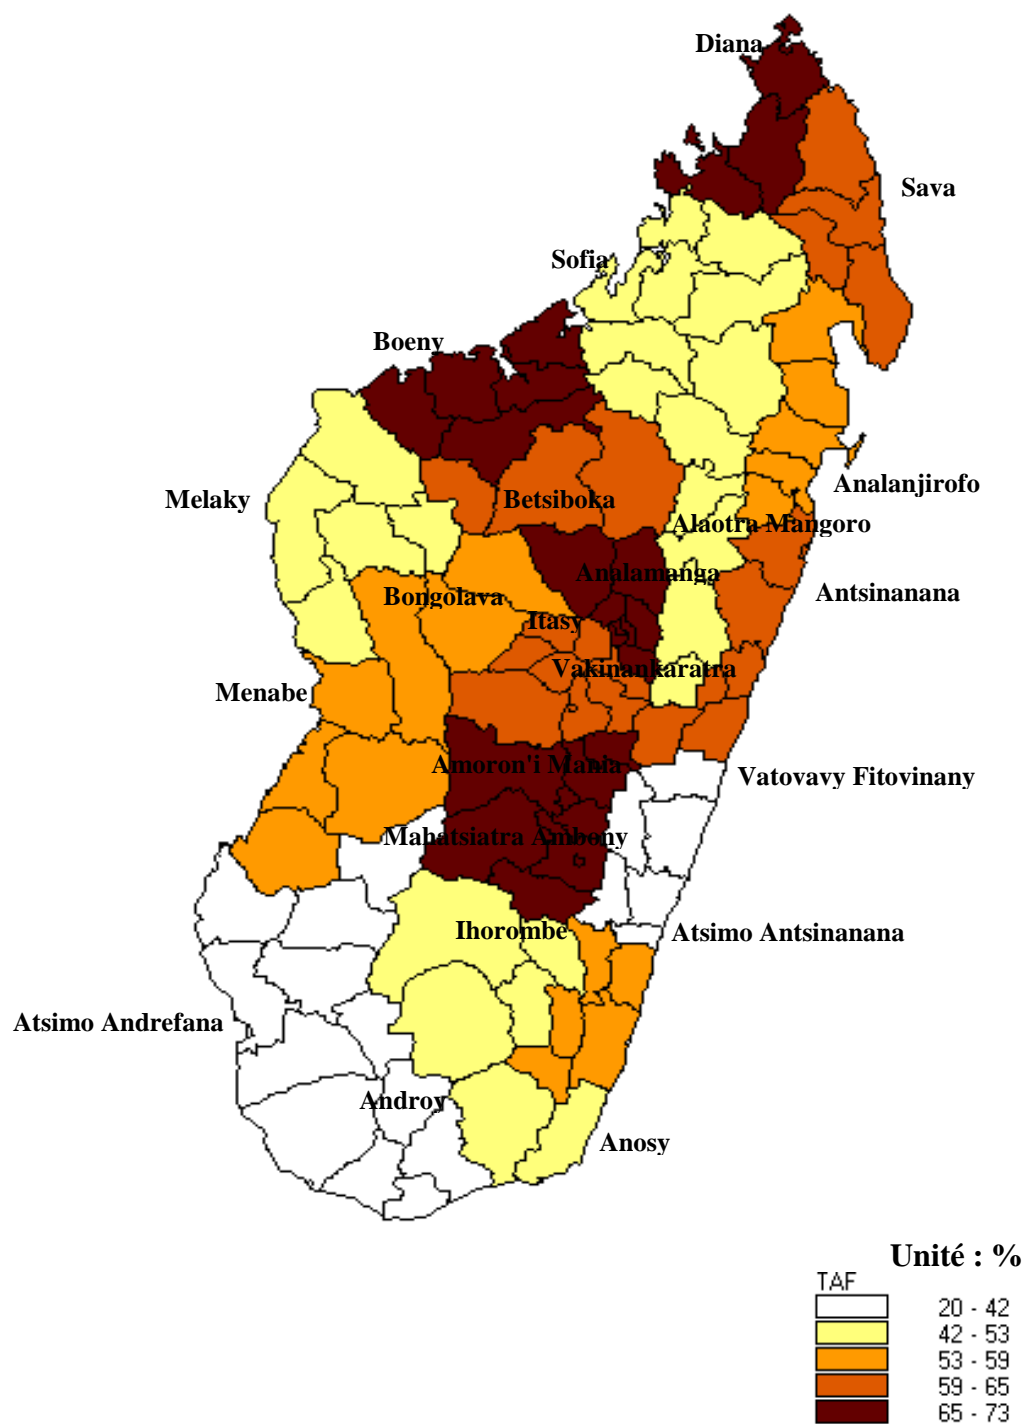 Diana
Sava
Sofia
Boeny
Melaky
Betsiboka
Analanjirofo
Alaotra Mangoro
Analamanga
Antsinanana
Bongolava
Itasy
Vakinankaratra
Menabe
Amoron'i Mania
Vatovavy Fitovinany
Mahatsiatra Ambony
Ihorombe
Atsimo Antsinanana
Atsimo Andrefana
Androy
Anosy
Unité : %
TAF
20 - 42
42 - 53
53 - 59
59 - 65
65 - 73